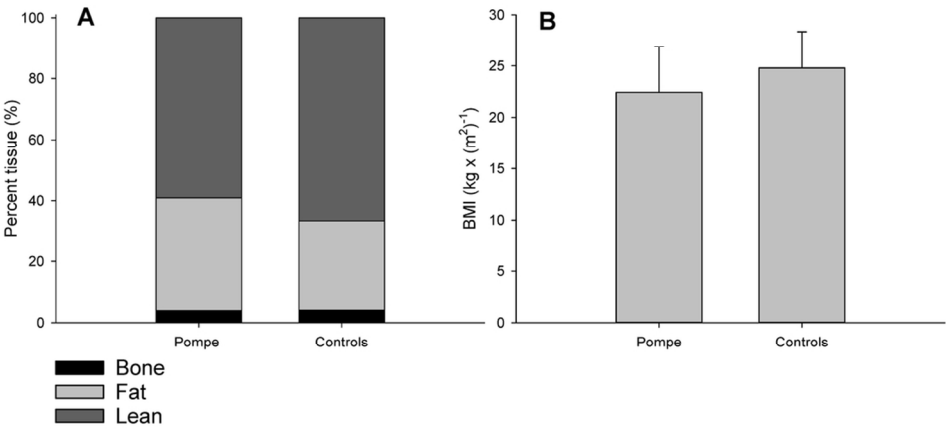 A
100
80
60
40
20
0
Percent tissue (%)
Pompe Controls
Bone
Fat
Lean
B
30
25
20
15
10
5
0
BMI (kg x (m²)⁻¹)
Pompe Controls